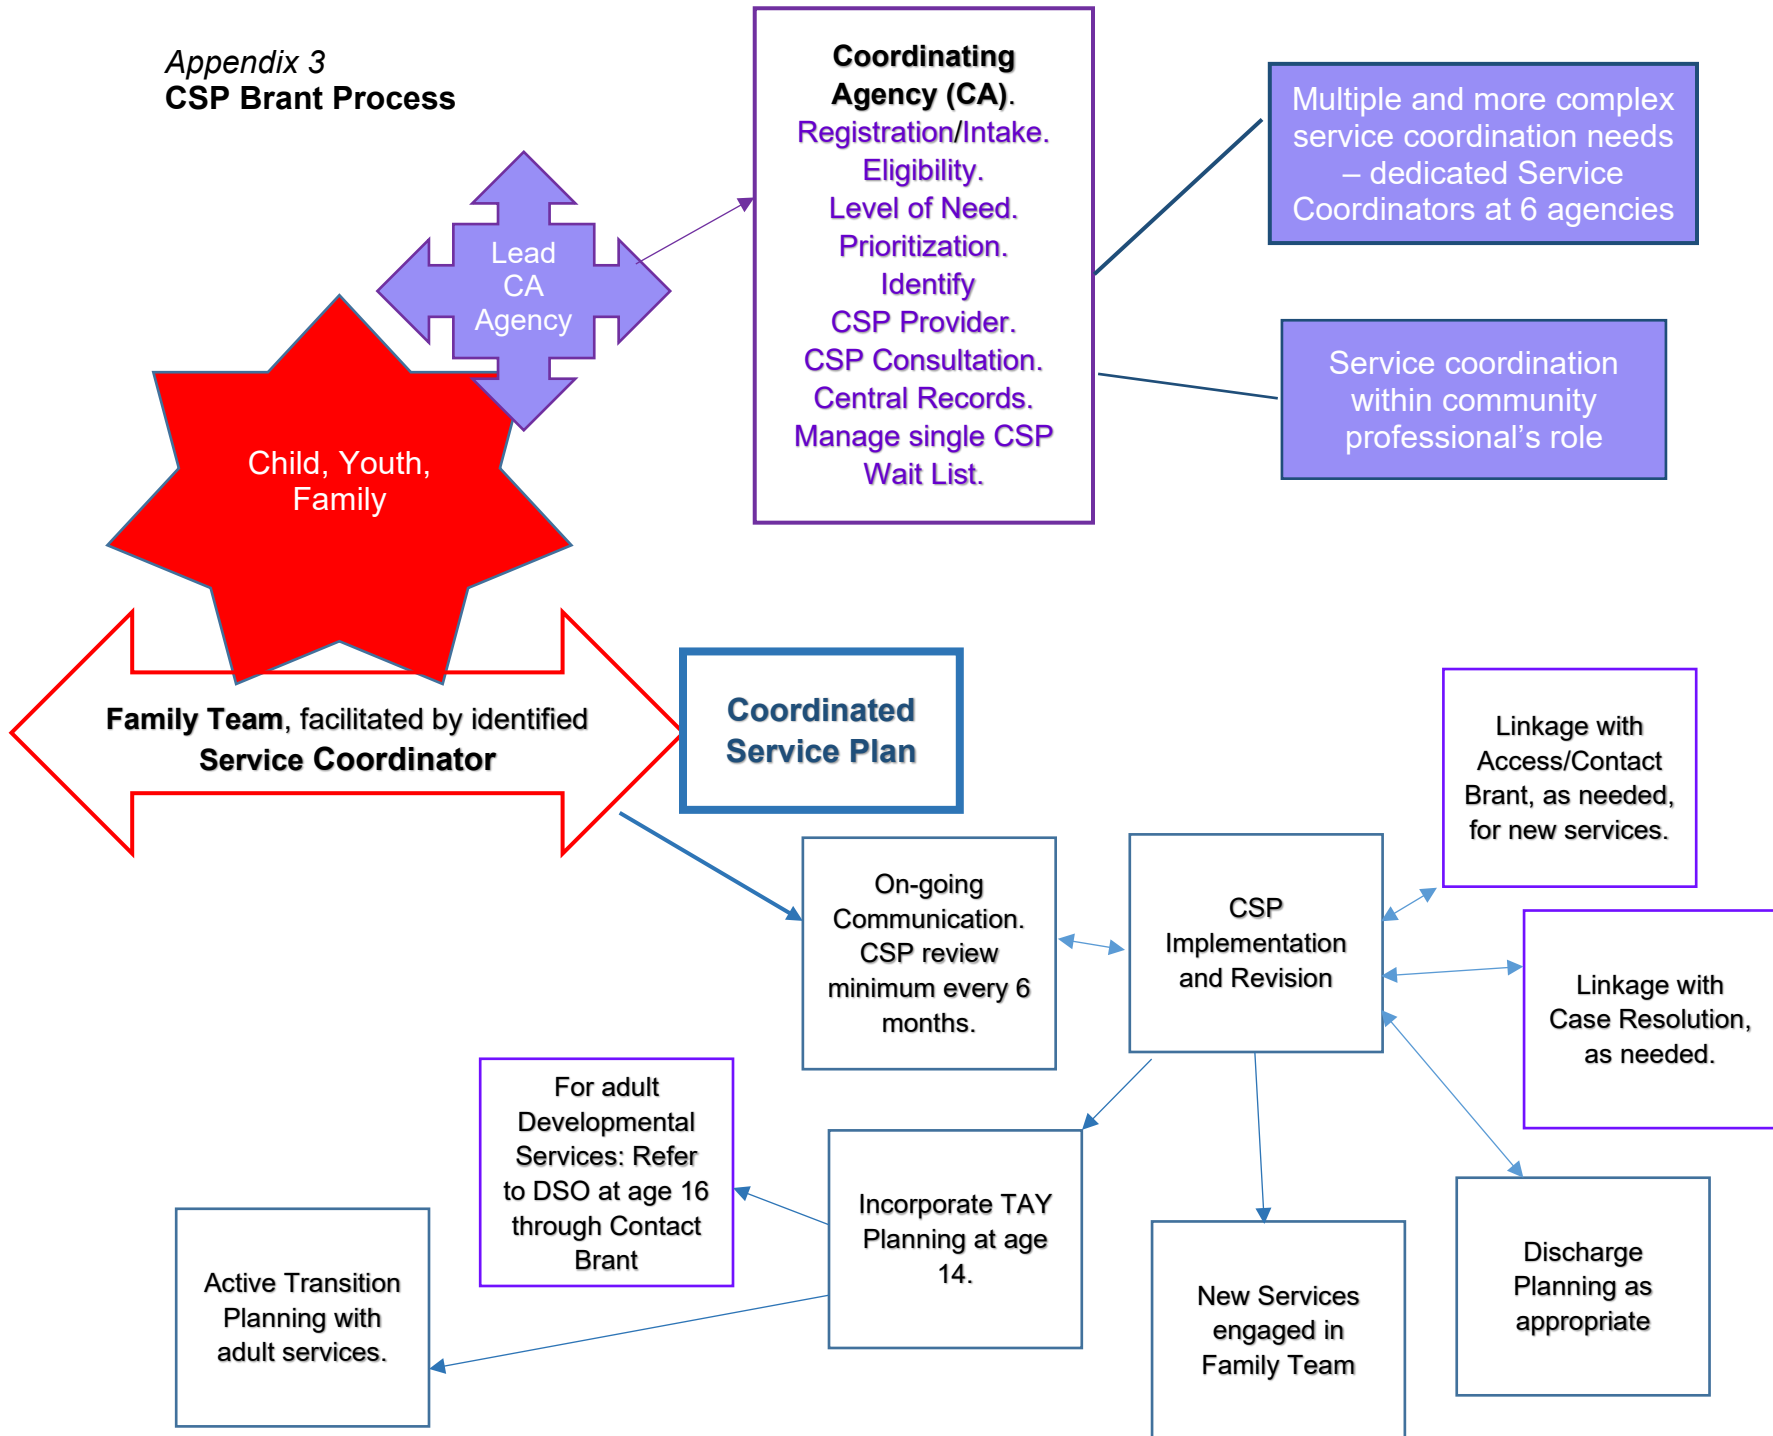 Appendix 3
CSP Brant Process
Lead
CA
Agency
Child, Youth,
Family
Coordinating
Agency (CA).
Registration/Intake.
Eligibility.
Level of Need.
Prioritization.
Identify
CSP Provider.
CSP Consultation.
Central Records.
Manage single CSP
Wait List.
Multiple and more complex
service coordination needs
– dedicated Service
Coordinators at 6 agencies
Service coordination
within community
professional’s role
Family Team, facilitated by identified
Service Coordinator
Coordinated
Service Plan
On-going
Communication.
CSP review
minimum every 6
months.
CSP
Implementation
and Revision
Linkage with
Access/Contact
Brant, as needed,
for new services.
Linkage with
Case Resolution,
as needed.
For adult
Developmental
Services: Refer
to DSO at age 16
through Contact
Brant
Incorporate TAY
Planning at age
14.
Active Transition
Planning with
adult services.
New Services
engaged in
Family Team
Discharge
Planning as
appropriate